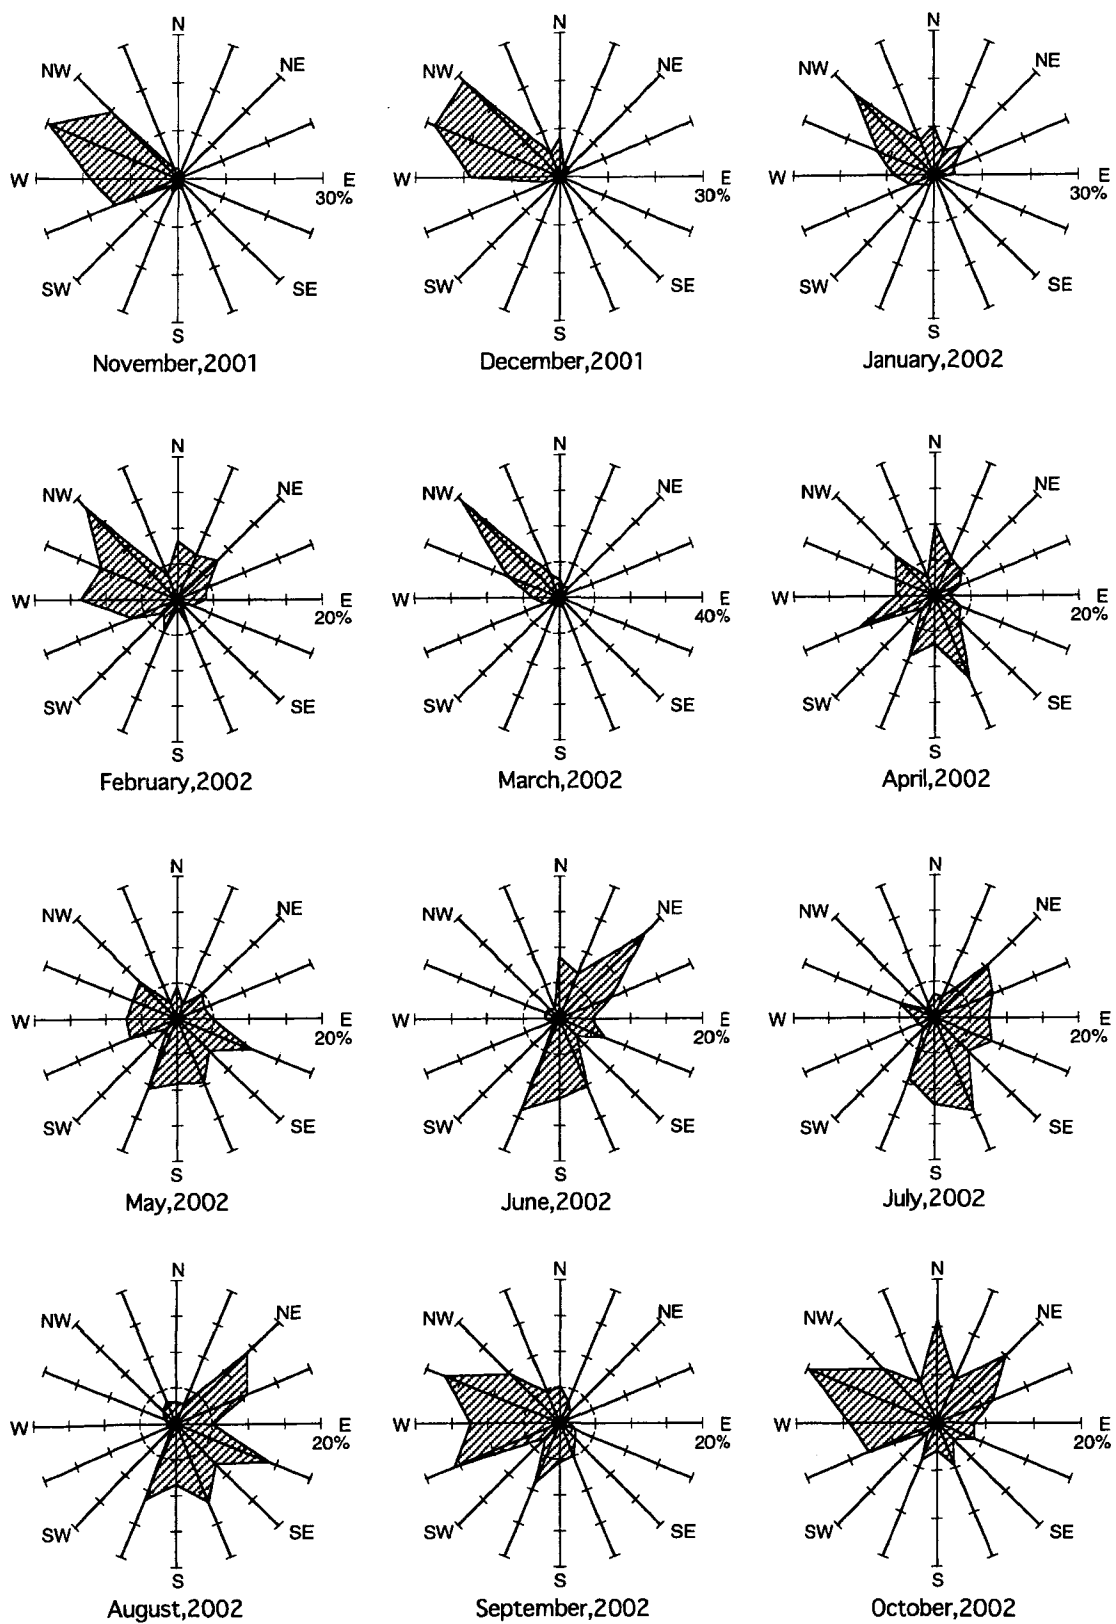 N
NW NE
W E
30%
SW SE
S
November,2001
N
NW NE
W E
30%
SW SE
S
December,2001
N
NW NE
W E
30%
SW SE
S
January,2002
N
NW NE
W E
20%
SW SE
S
February,2002
N
NW NE
W E
40%
SW SE
S
March,2002
N
NW NE
W E
20%
SW SE
S
April,2002
N
NW NE
W E
20%
SW SE
S
May,2002
N
NW NE
W E
20%
SW SE
S
June,2002
N
NW NE
W E
20%
SW SE
S
July,2002
N
NW NE
W E
20%
SW SE
S
August,2002
N
NW NE
W E
20%
SW SE
S
September,2002
N
NW NE
W E
20%
SW SE
S
October,2002